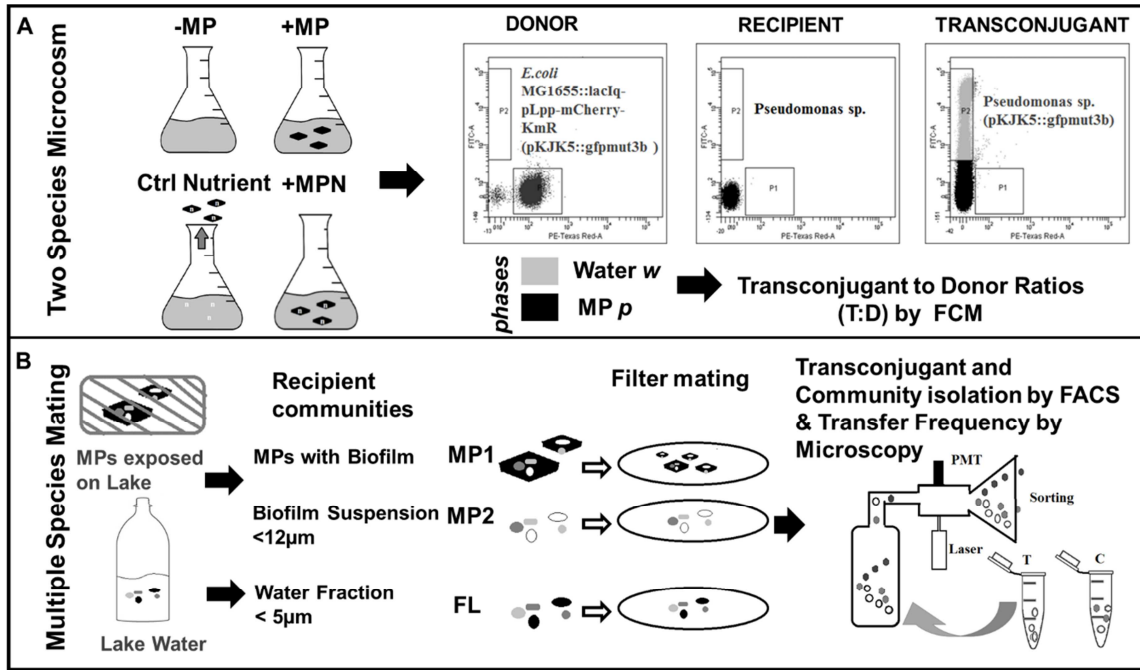 A
Two Species Microcosm
-MP
+MP
Ctrl Nutrient
+MPN
DONOR
RECIPIENT
TRANSCONJUGANT
E.coli
MG1655::lacIq-
pLpp-mCherry-
KmR
(pKJK5::gfpmut3b )
P2
FITC-A
PE-Texas Red-A
Pseudomonas sp.
P2
P1
FITC-A
PE-Texas Red-A
Pseudomonas sp.
(pKJK5::gfpmut3b)
P2
P1
FITC-A
PE-Texas Red-A
phases
Water w
MP p
Transconjugant to Donor Ratios
(T:D) by FCM
B
Multiple Species Mating
MPs exposed
on Lake
Lake Water
Recipient
communities
MPs with Biofilm
Biofilm Suspension
<12µm
Water Fraction
< 5µm
Filter mating
MP1
MP2
FL
Transconjugant and
Community isolation by FACS
& Transfer Frequency by
Microscopy
PMT
Sorting
Laser
T
C